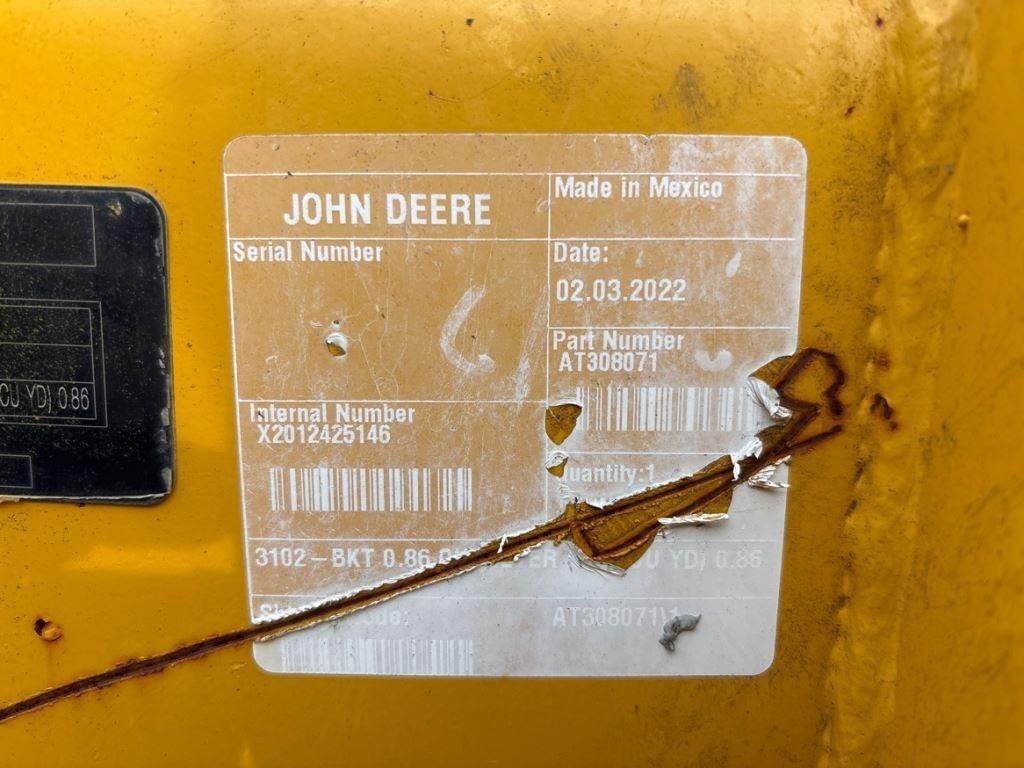 JOHN DEERE
Made in Mexico
Serial Number
Date:
02.03.2022
Part Number
AT308071
Internal Number
X2012425146
Quantity:1
3102-BKT 0.86
YD) 0.86
AT308071\1
CU YD) 0.86